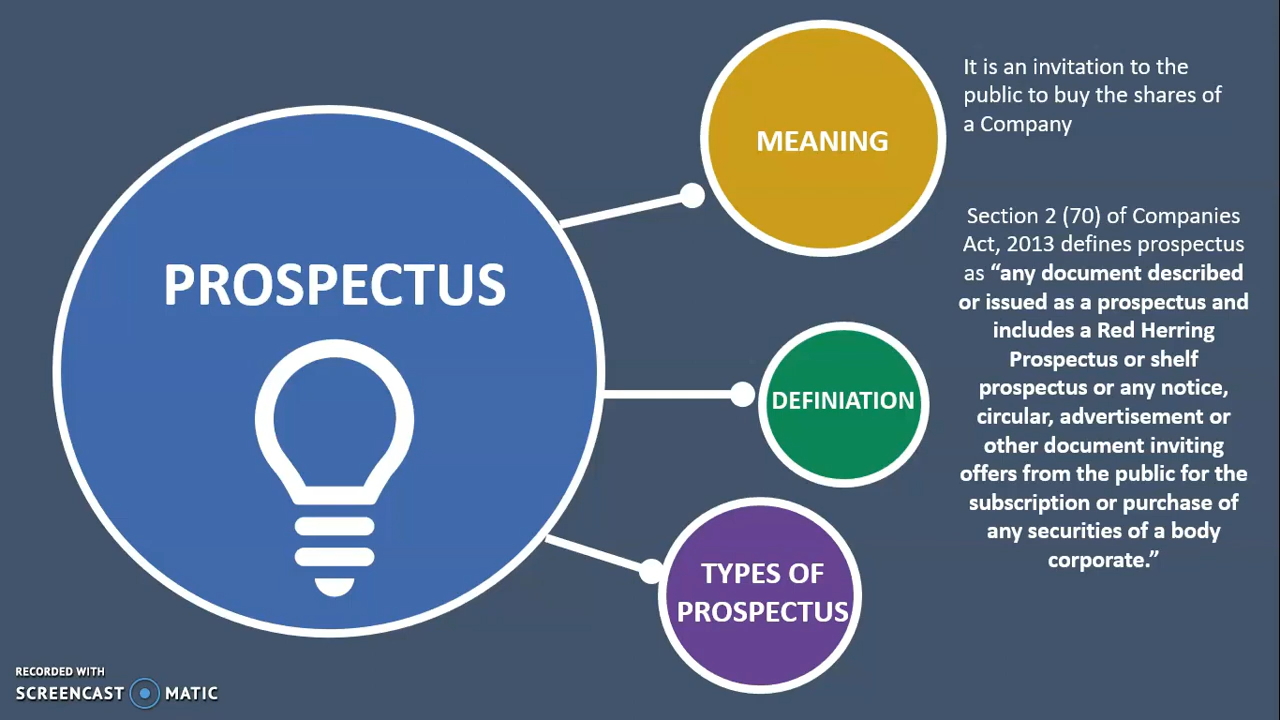 PROSPECTUS
MEANING
It is an invitation to the
public to buy the shares of
a Company
DEFINIATION
Section 2 (70) of Companies
Act, 2013 defines prospectus
as “any document described
or issued as a prospectus and
includes a Red Herring
Prospectus or shelf
prospectus or any notice,
circular, advertisement or
other document inviting
offers from the public for the
subscription or purchase of
any securities of a body
corporate.”
TYPES OF
PROSPECTUS
RECORDED WITH
SCREENCAST MATIC